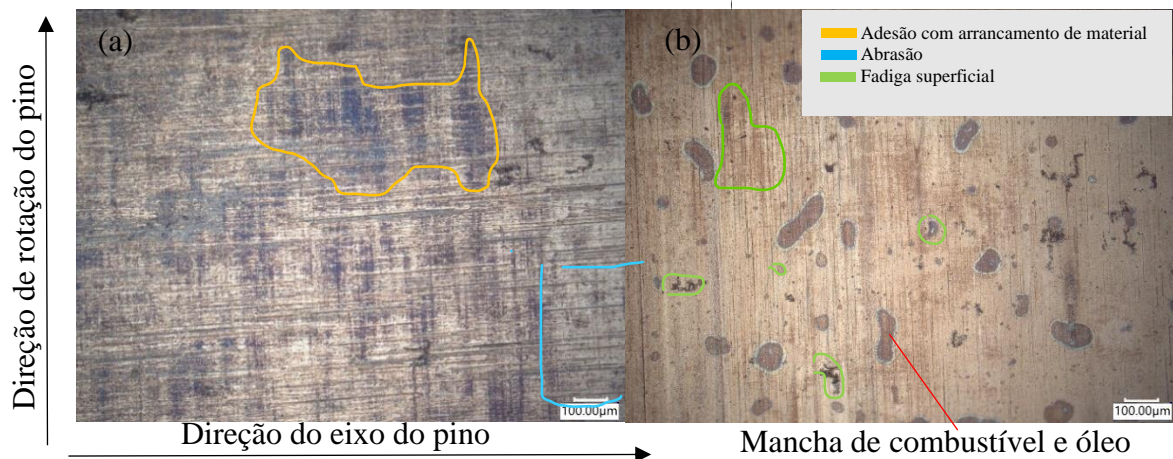 (a)
(b)
Adesão com arrancamento de material
Abrasão
Fadiga superficial
Direção de rotação do pino
100.00µm
100.00µm
Direção do eixo do pino
Mancha de combustível e óleo